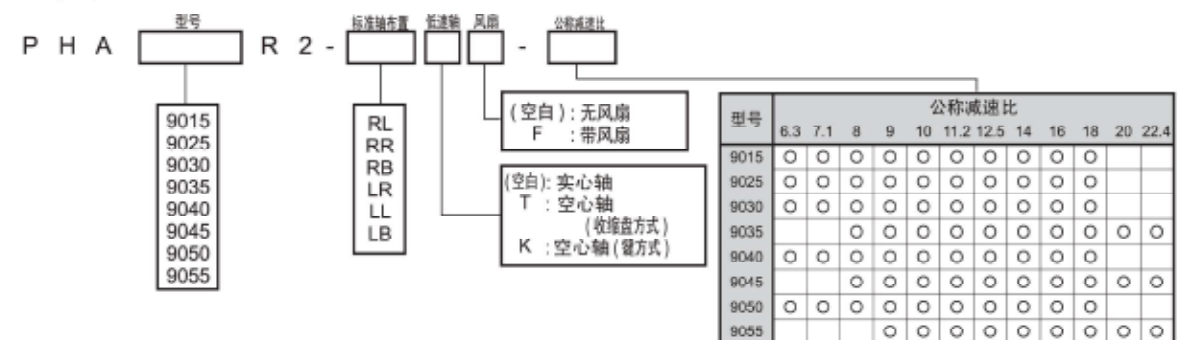 型号 标准轴布置 低速轴 风扇 公称减速比
P H A R 2 - -
9015
9025
9030
9035
9040
9045
9050
9055
RL
RR
RB
LR
LL
LB
(空白): 无风扇
F : 带风扇
(空白): 实心轴
T : 空心轴
(收缩盘方式)
K : 空心轴(键方式)
型号 公称减速比
6.3 7.1 8 9 10 11.2 12.5 14 16 18 20 22.4
9015 ○ ○ ○ ○ ○ ○ ○ ○ ○ ○
9025 ○ ○ ○ ○ ○ ○ ○ ○ ○ ○
9030 ○ ○ ○ ○ ○ ○ ○ ○ ○ ○
9035 ○ ○ ○ ○ ○ ○ ○ ○ ○ ○
9040 ○ ○ ○ ○ ○ ○ ○ ○ ○ ○
9045 ○ ○ ○ ○ ○ ○ ○ ○ ○ ○
9050 ○ ○ ○ ○ ○ ○ ○ ○ ○ ○
9055 ○ ○ ○ ○ ○ ○ ○ ○ ○